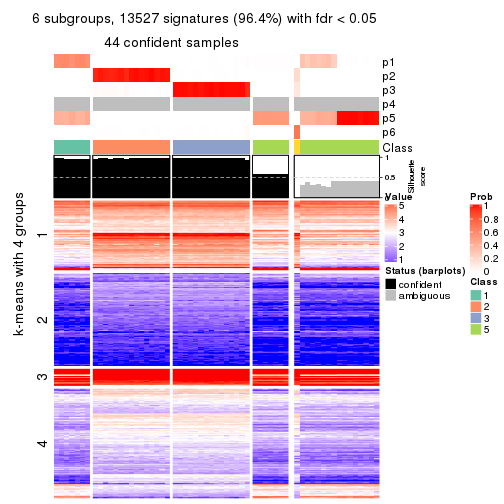 6 subgroups, 13527 signatures (96.4%) with fdr < 0.05
44 confident samples
p1
p2
p3
p4
p5
p6
Class
1
0.5
0
Silhouette
score
k-means with 4 groups
1
2
3
4
Value
5
4
3
2
1
Status (barplots)
confident
ambiguous
Prob
1
0.8
0.6
0.4
0.2
0
Class
1
2
3
5